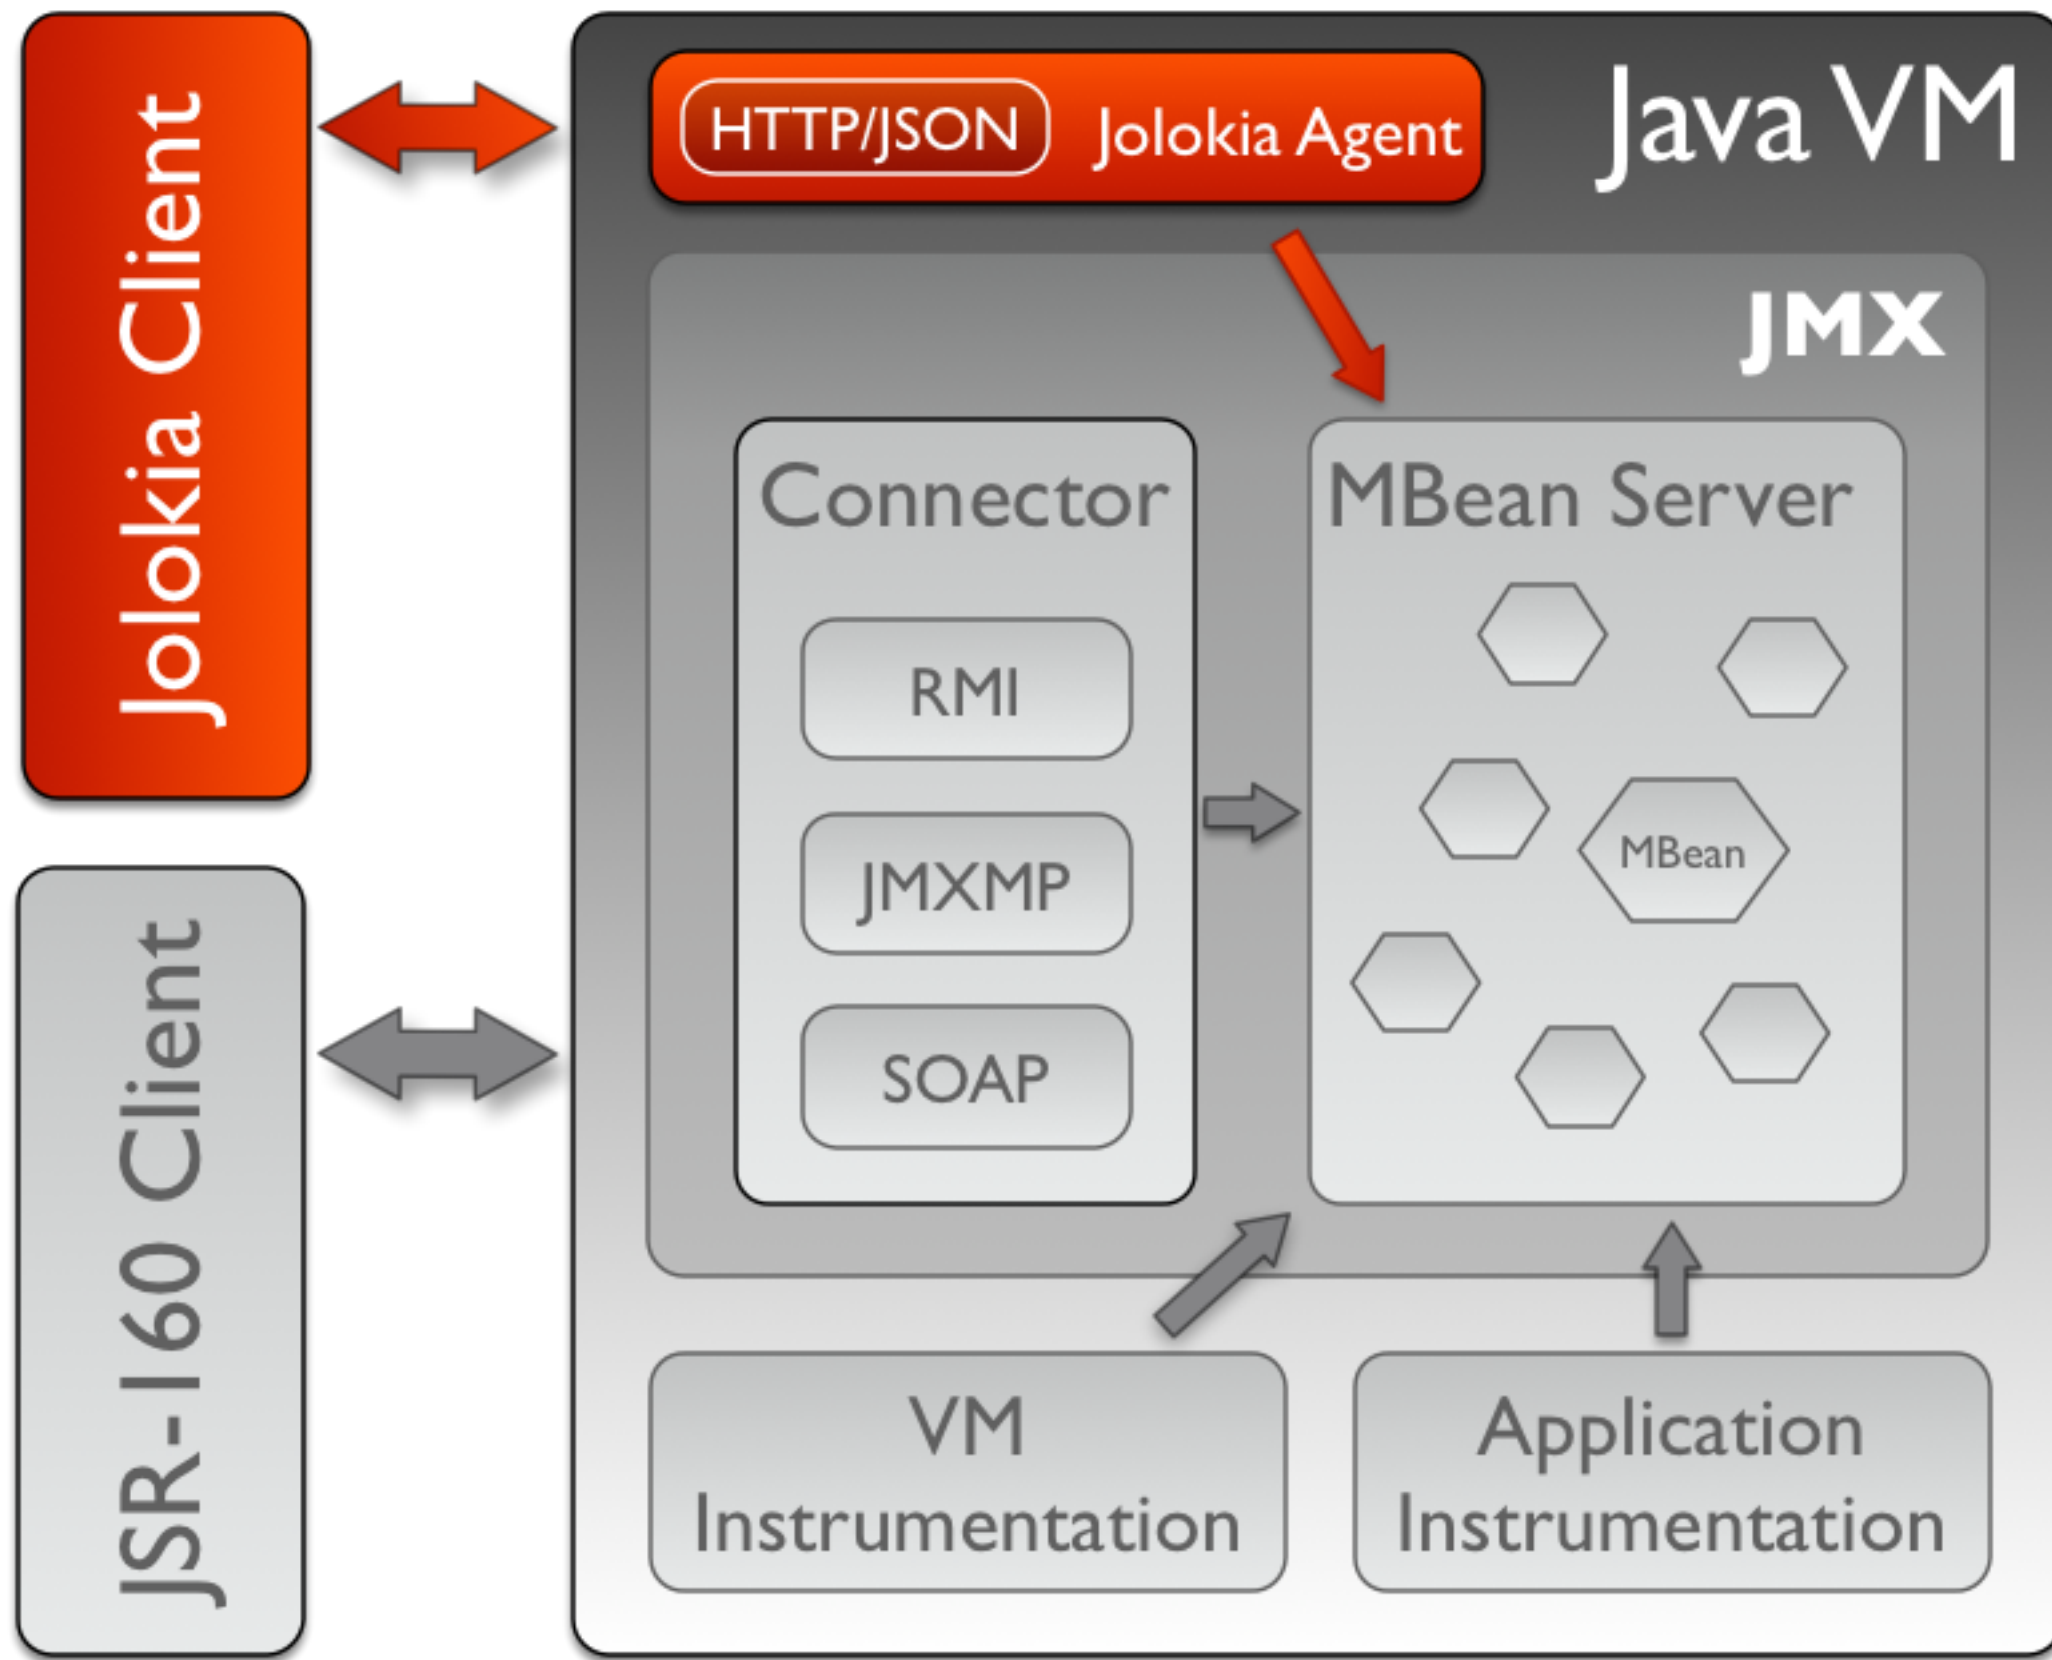 Jolokia Client
HTTP/JSON
Jolokia Agent
Java VM
JMX
Connector
RMI
JMXMP
SOAP
MBean Server
MBean
JSR-160 Client
VM
Instrumentation
Application
Instrumentation